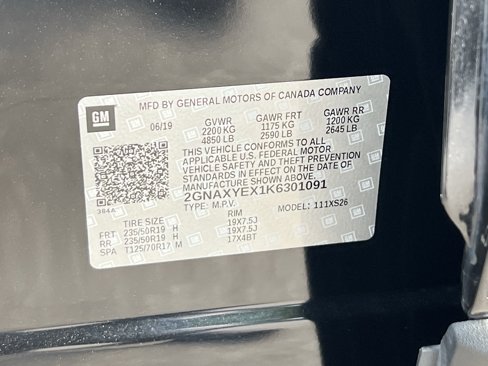 MFD BY GENERAL MOTORS OF CANADA COMPANY
GM
06/19 GVWR GAWR FRT GAWR RR
2200 KG 1175 KG 1200 KG
4850 LB 2590 LB 2645 LB
THIS VEHICLE CONFORMS TO ALL
APPLICABLE U.S. FEDERAL MOTOR
VEHICLE SAFETY AND THEFT PREVENTION
STANDARDS IN EFFECT ON THE DATE OF
MANUFACTURE SHOWN ABOVE.
2GNAXYEX1K6301091
384A
TYPE: M.P.V. MODEL: 111XS26
TIRE SIZE RIM
FRT 235/50R19 H 19X7.5J
RR 235/50R19 H 19X7.5J
SPA T125/70R17 M 17X4BT